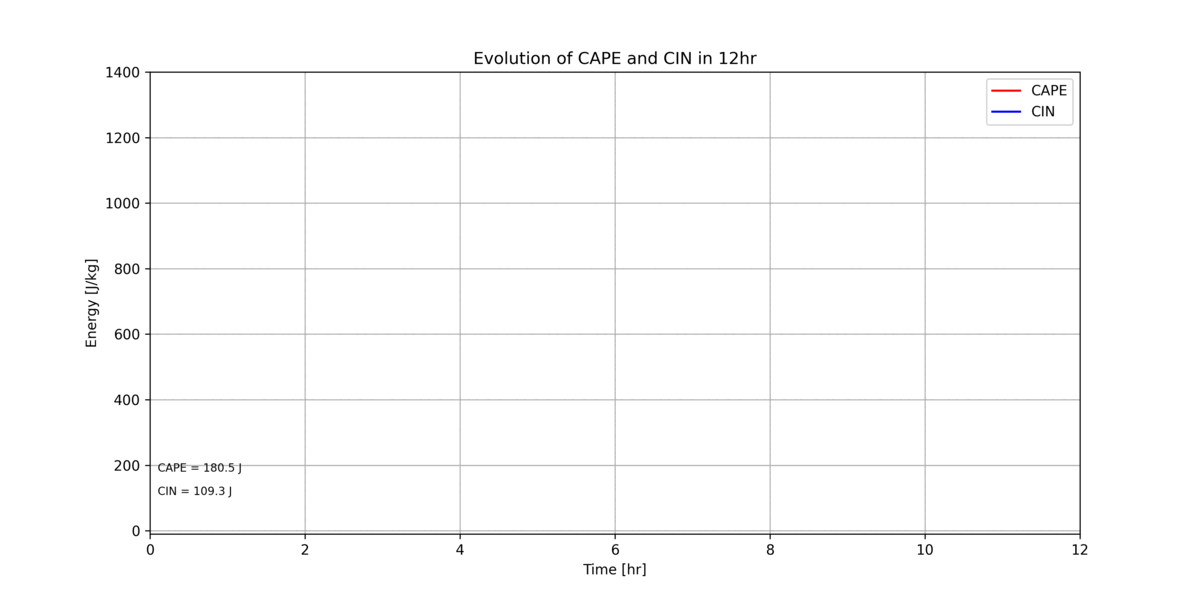 Evolution of CAPE and CIN in 12hr
1400
1200
1000
800
600
400
200
0
Energy [J/kg]
CAPE
CIN
CAPE = 180.5 J
CIN = 109.3 J
0 2 4 6 8 10 12
Time [hr]